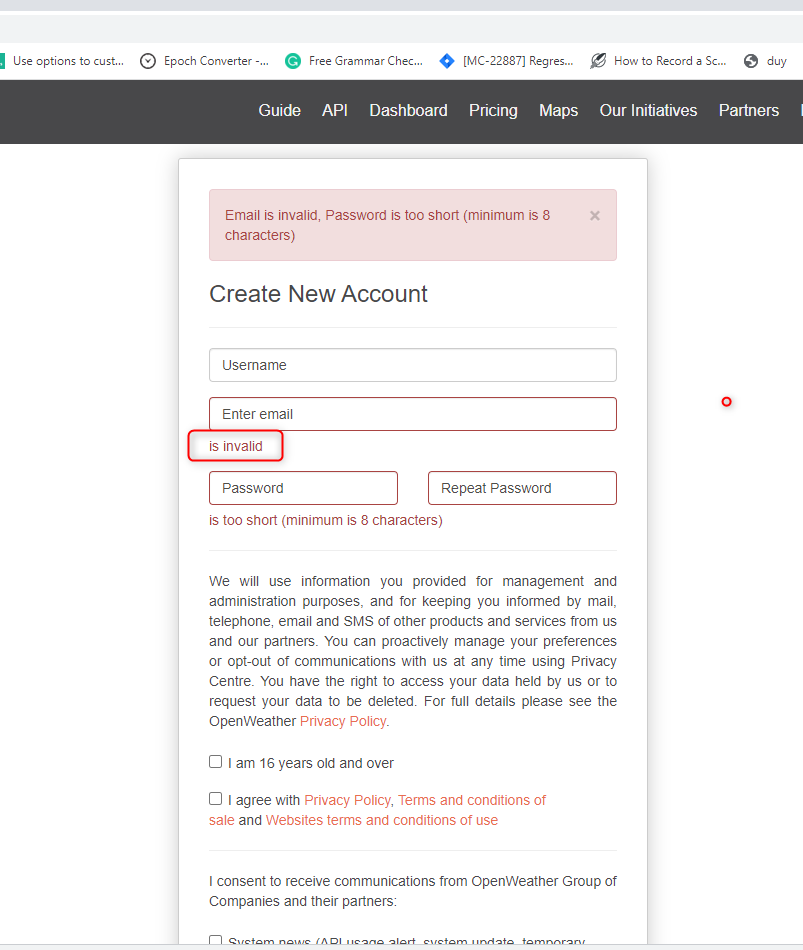 Use options to cust... Epoch Converter -... Free Grammar Chec... [MC-22887] Regres... How to Record a Sc... duy
Guide API Dashboard Pricing Maps Our Initiatives Partners
Email is invalid, Password is too short (minimum is 8
characters)
×
Create New Account
Username
Enter email
is invalid
Password Repeat Password
is too short (minimum is 8 characters)
We will use information you provided for management and
administration purposes, and for keeping you informed by mail,
telephone, email and SMS of other products and services from us
and our partners. You can proactively manage your preferences
or opt-out of communications with us at any time using Privacy
Centre. You have the right to access your data held by us or to
request your data to be deleted. For full details please see the
OpenWeather Privacy Policy.
I am 16 years old and over
I agree with Privacy Policy, Terms and conditions of
sale and Websites terms and conditions of use
I consent to receive communications from OpenWeather Group of
Companies and their partners:
System news (API usage alert, system update, temporary